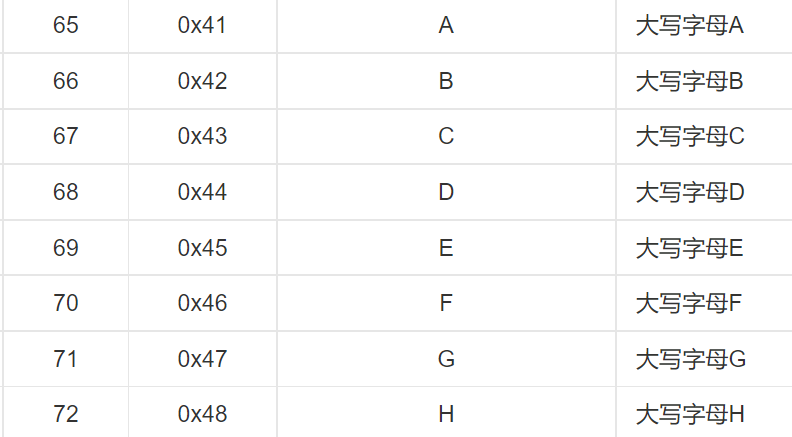 65 0x41 A 大写字母A
66 0x42 B 大写字母B
67 0x43 C 大写字母C
68 0x44 D 大写字母D
69 0x45 E 大写字母E
70 0x46 F 大写字母F
71 0x47 G 大写字母G
72 0x48 H 大写字母H